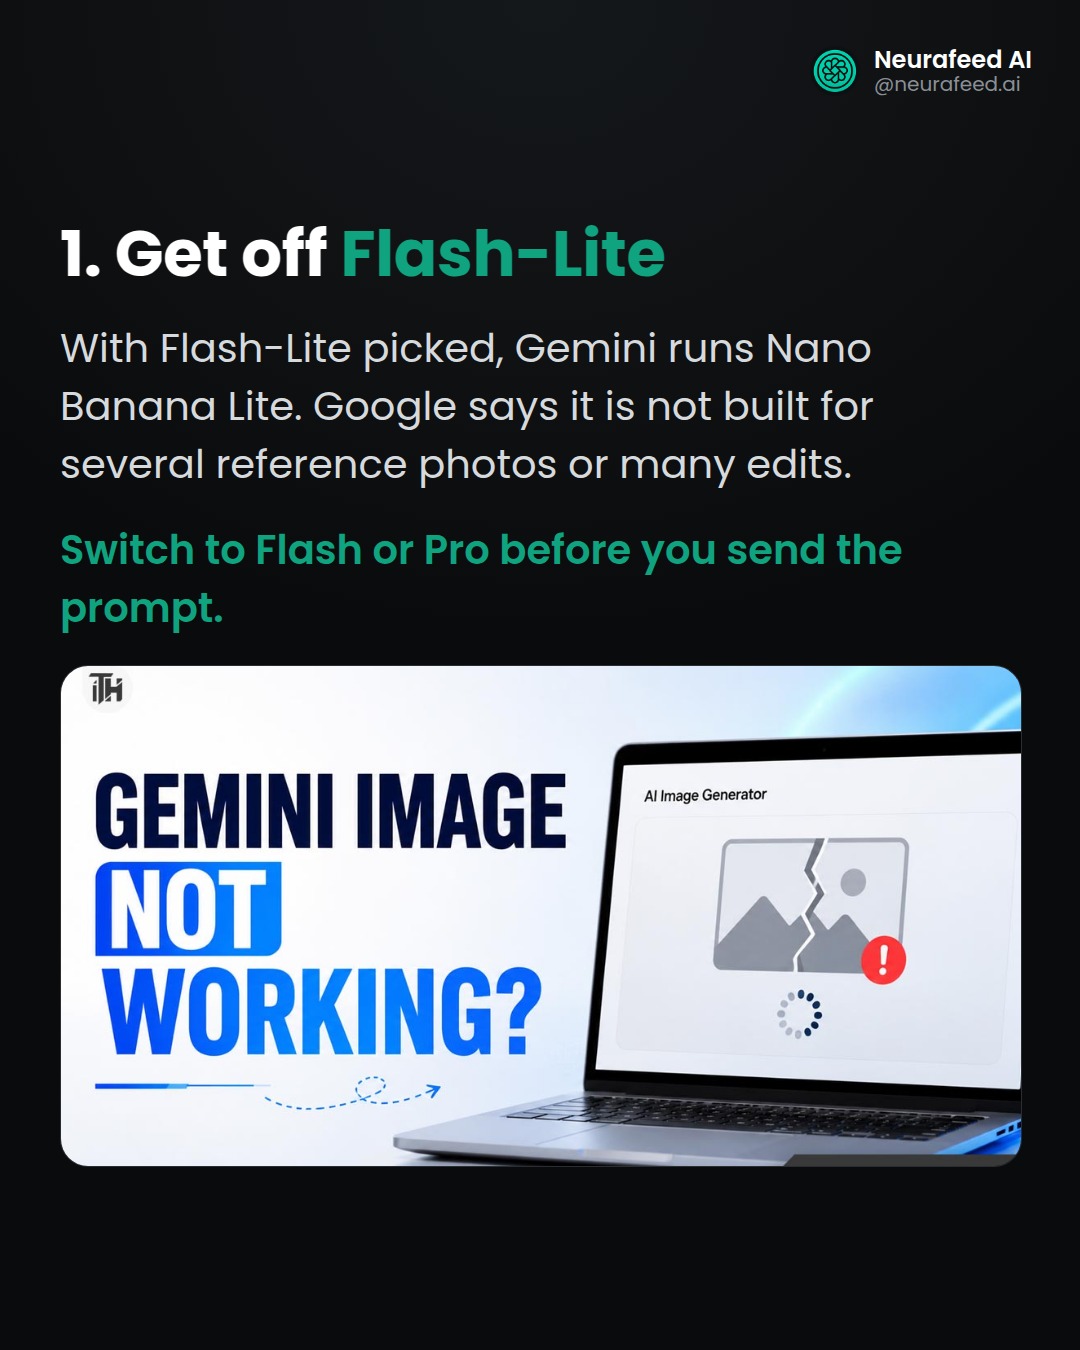 Neurafeed AI
@neurafeed.ai
1. Get off Flash-Lite
With Flash-Lite picked, Gemini runs Nano
Banana Lite. Google says it is not built for
several reference photos or many edits.
Switch to Flash or Pro before you send the
prompt.
iTH
GEMINI IMAGE
NOT
WORKING?
AI Image Generator
!